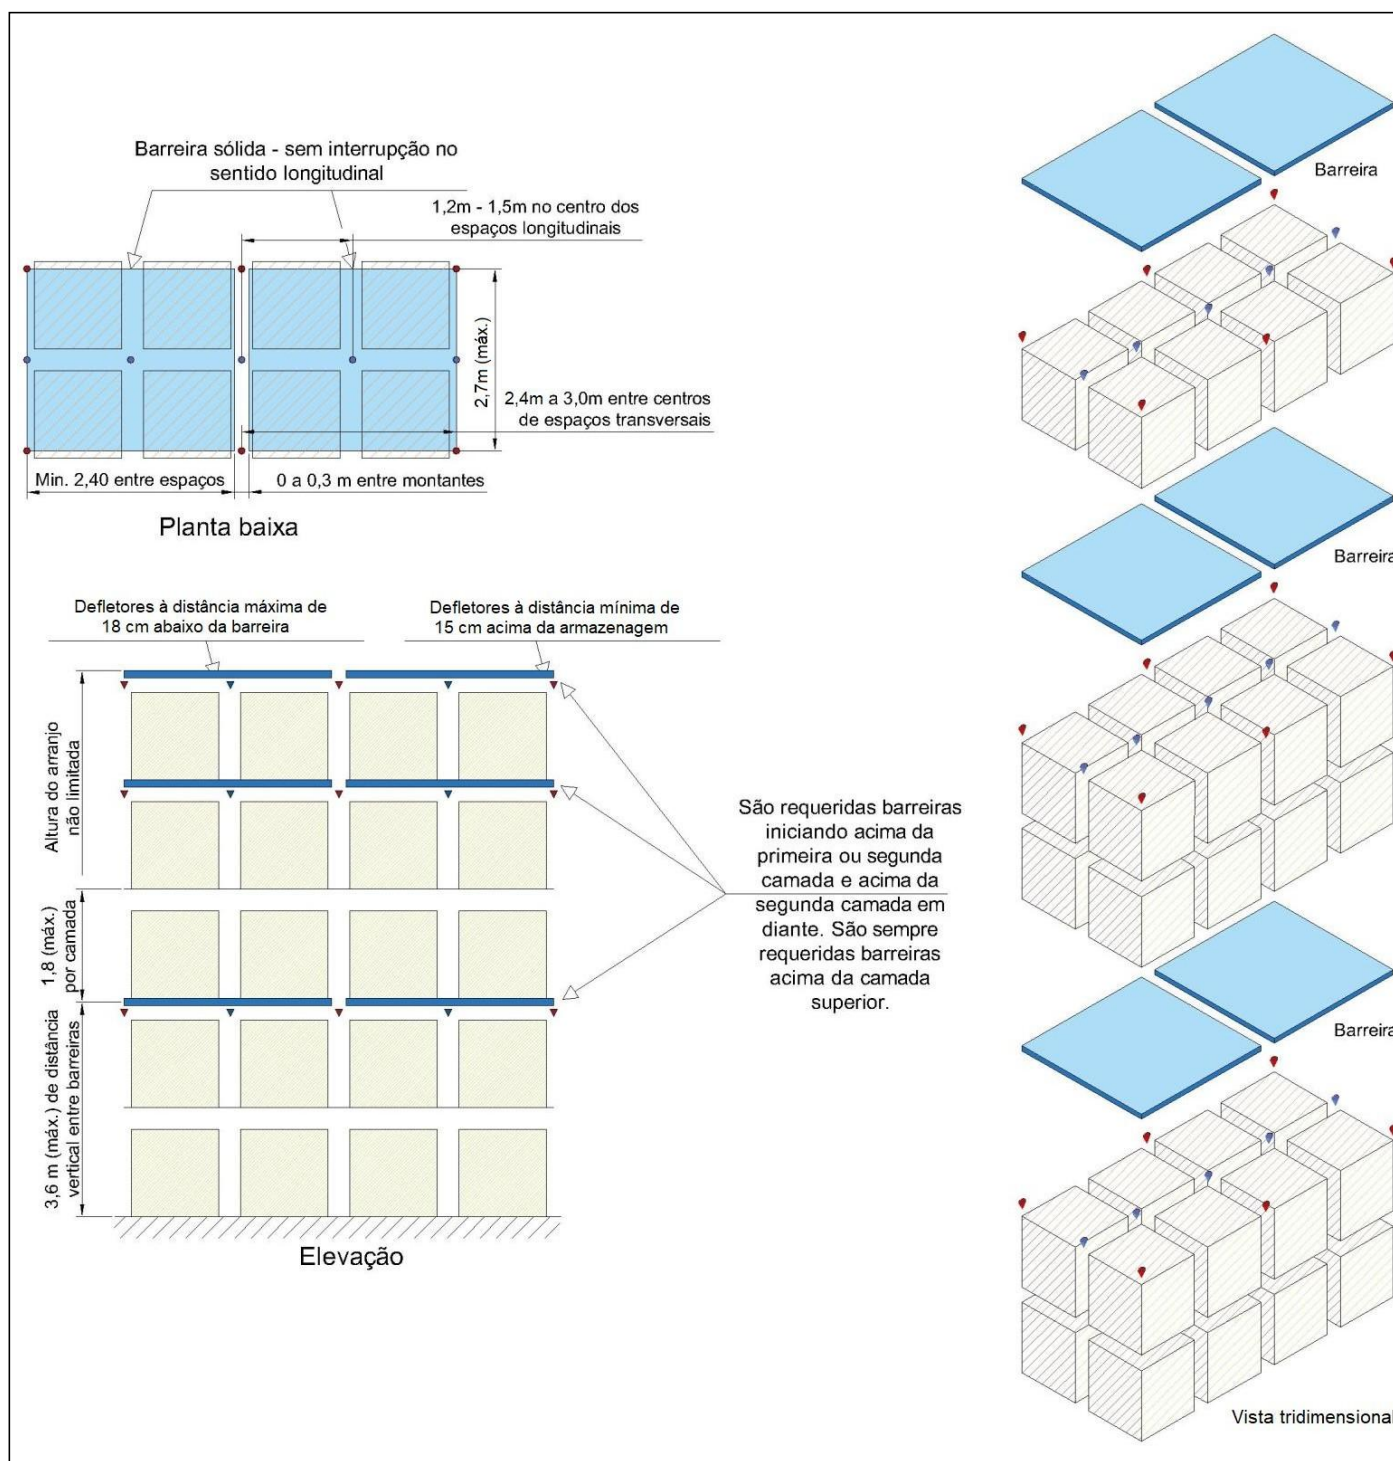 Barreira sólida - sem interrupção no
sentido longitudinal
1,2m - 1,5m no centro dos
espaços longitudinais
2,7m (máx.)
2,4m a 3,0m entre centros
de espaços transversais
Min. 2,40 entre espaços
0 a 0,3 m entre montantes
Planta baixa
Defletores à distância máxima de
18 cm abaixo da barreira
Defletores à distância mínima de
15 cm acima da armazenagem
Altura do arranjo
não limitada
1,8 (máx.)
por camada
3,6 m (máx.) de distância
vertical entre barreiras
Elevação
São requeridas barreiras
iniciando acima da
primeira ou segunda
camada e acima da
segunda camada em
diante. São sempre
requeridas barreiras
acima da camada
superior.
Barreira
Barreira
Barreira
Vista tridimensional